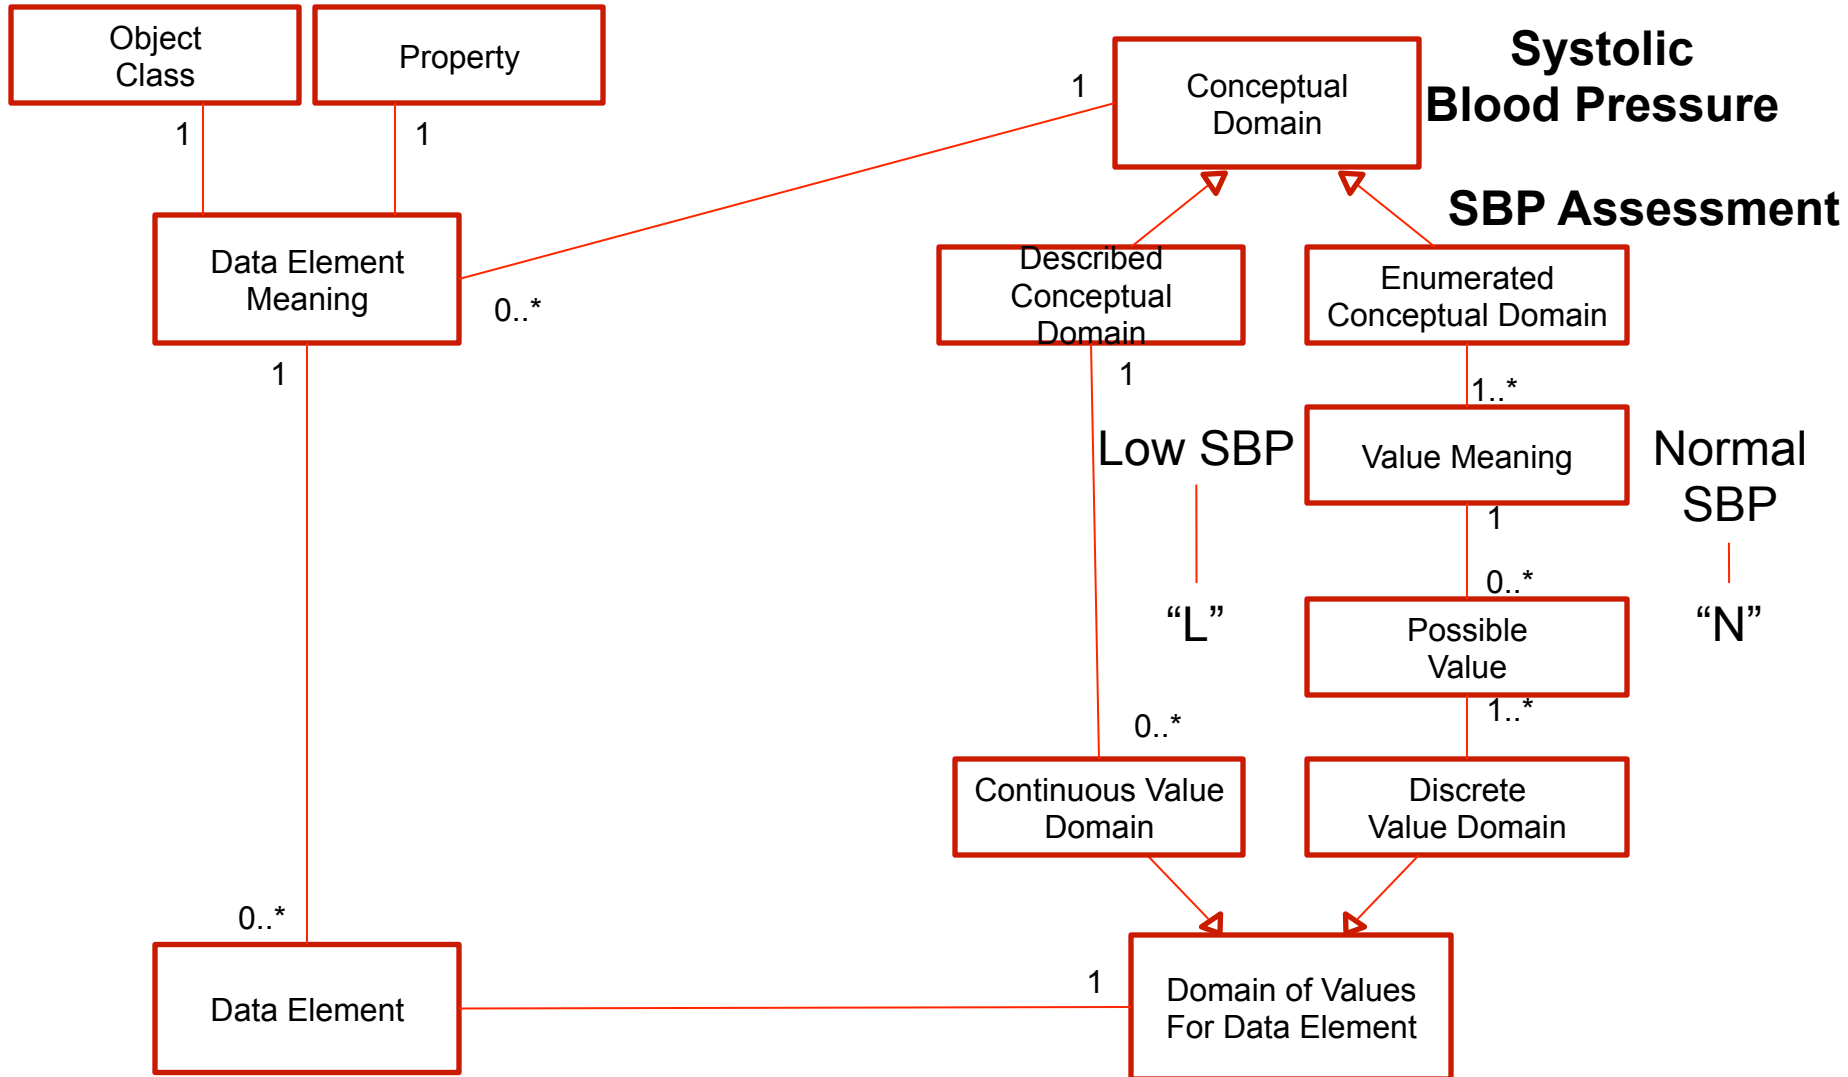 Object
Class
Property
1
1
1
Conceptual
Domain
Systolic
Blood Pressure
SBP Assessment
Data Element
Meaning
0..*
Described
Conceptual
Domain
Enumerated
Conceptual Domain
1
1
1..*
Low SBP
Value Meaning
Normal
SBP
1
0..*
“L”
Possible
Value
“N”
1..*
0..*
Continuous Value
Domain
Discrete
Value Domain
0..*
Data Element
1
Domain of Values
For Data Element